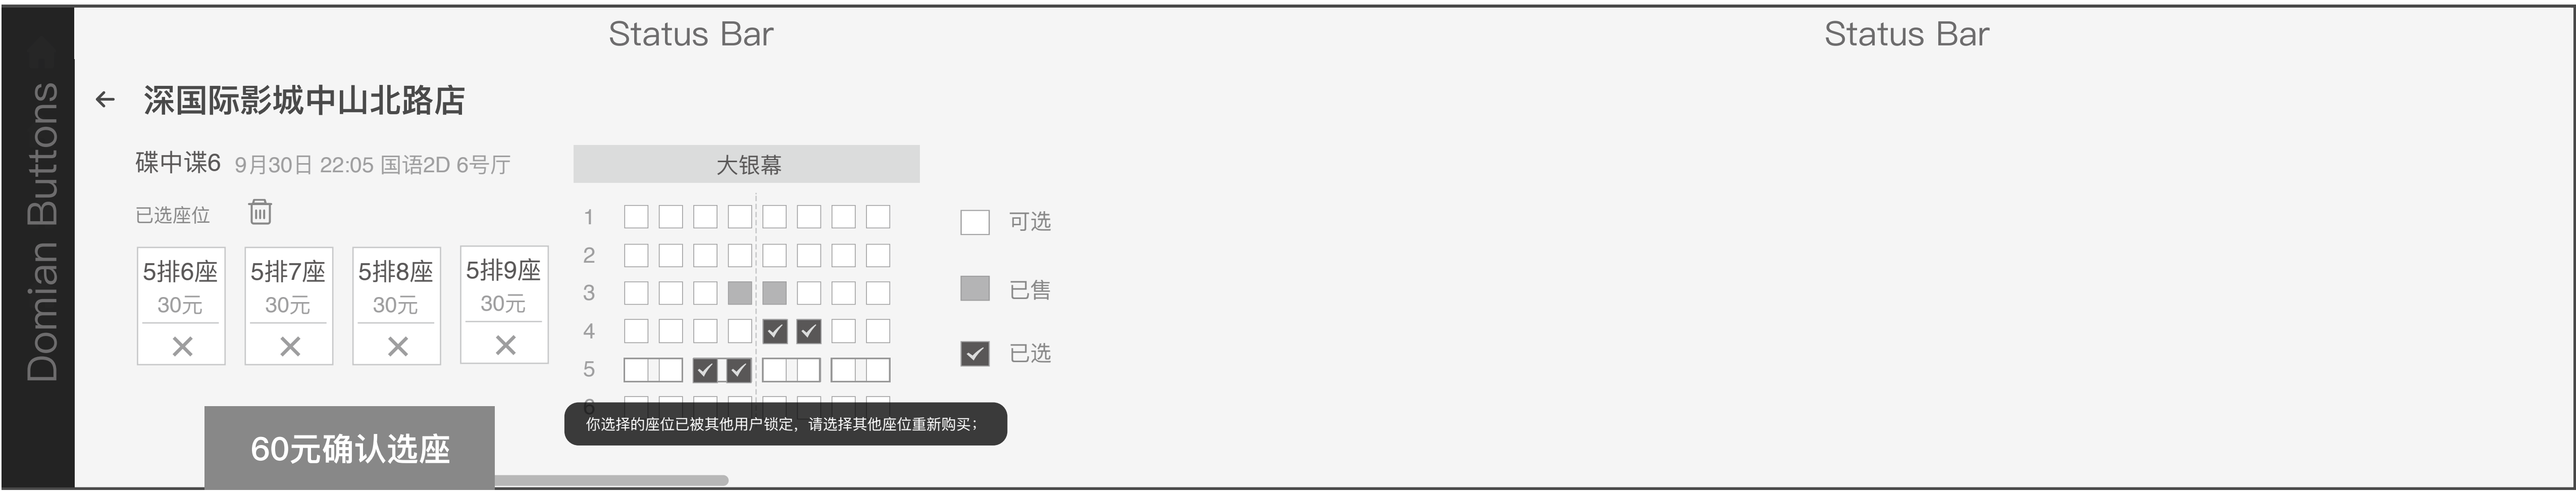 Status Bar
Status Bar
Domian Buttons
深国际影城中山北路店
碟中谍6 9月30日 22:05 国语2D 6号厅
已选座位
5排6座
30元
5排7座
30元
5排8座
30元
5排9座
30元
60元确认选座
大银幕
1
2
3
4
5
6
你选择的座位已被其他用户锁定，请选择其他座位重新购买；
可选
已售
已选